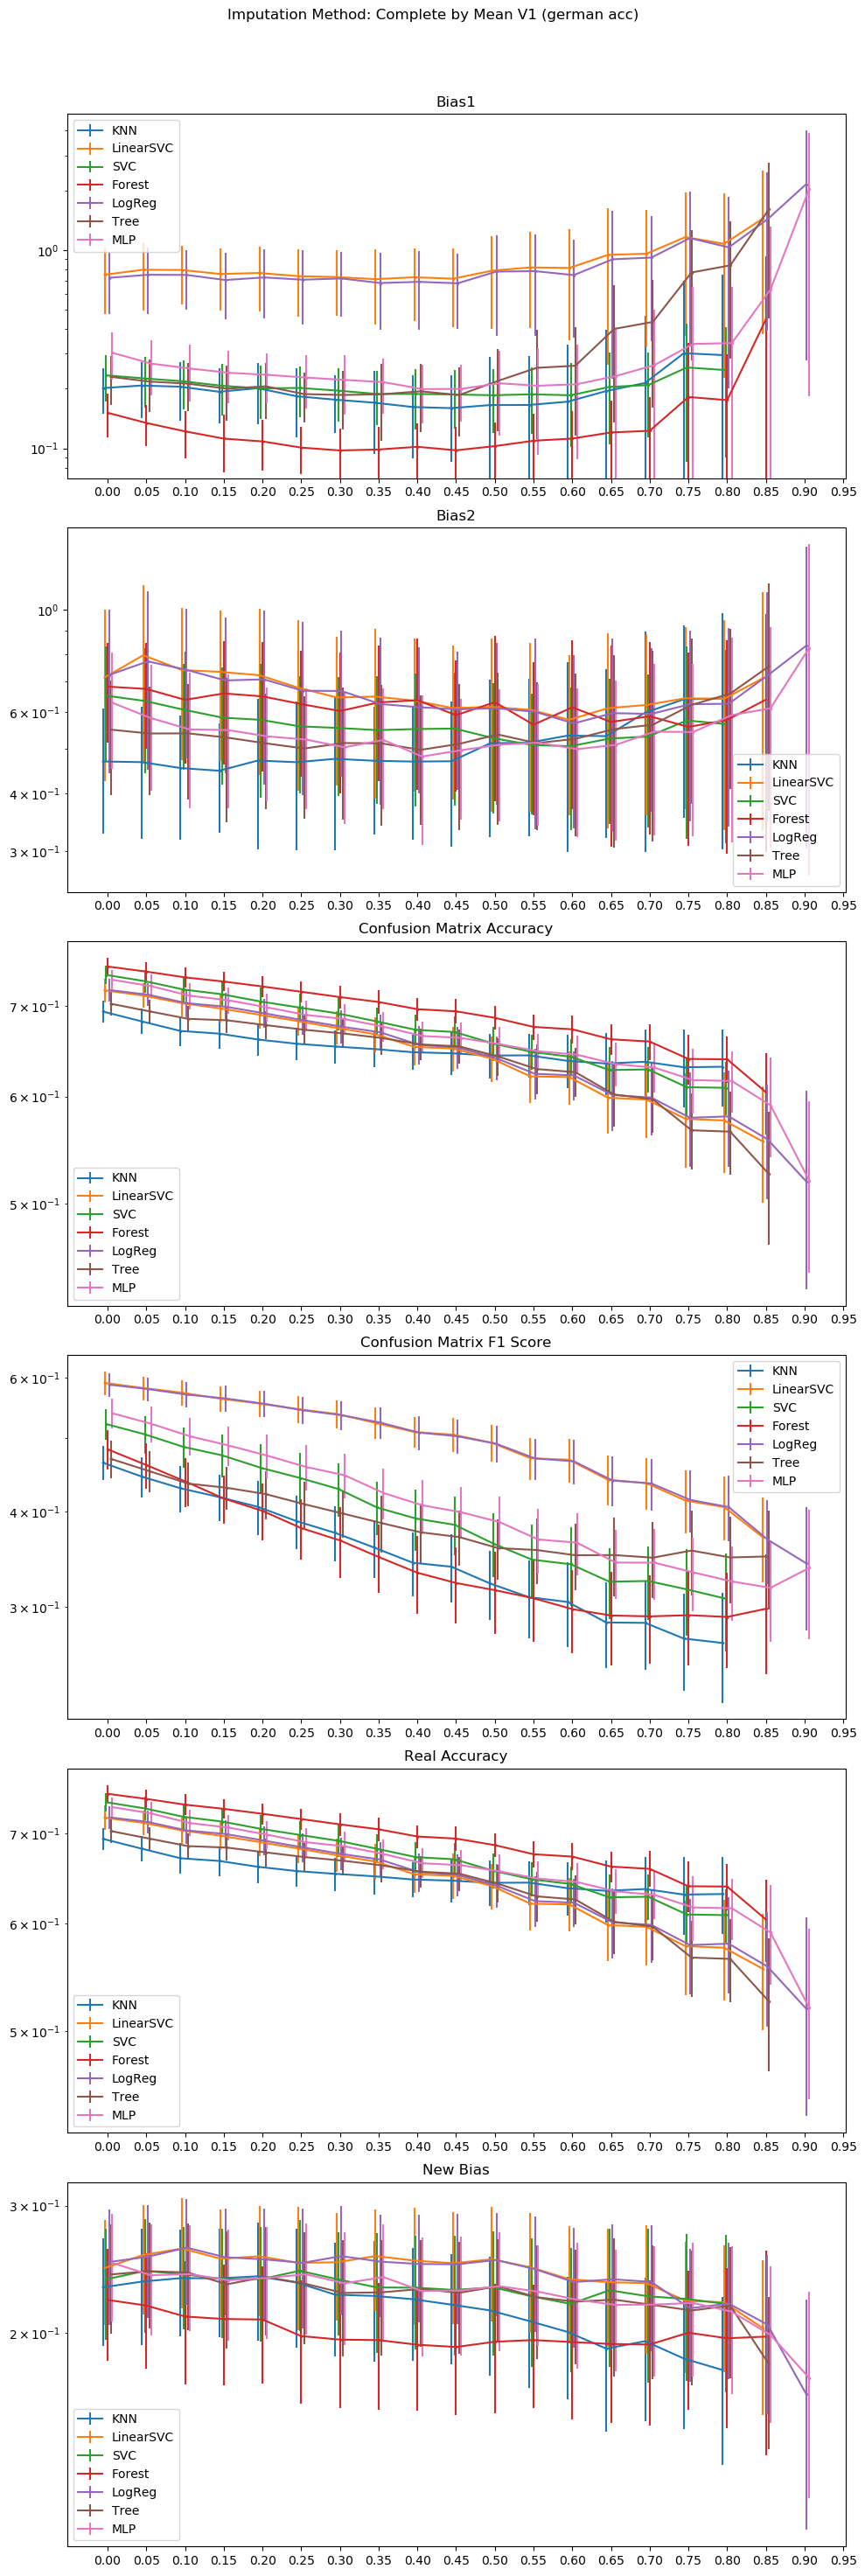 Imputation Method: Complete by Mean V1 (german acc)
Bias1
KNN
LinearSVC
SVC
Forest
LogReg
Tree
MLP
10⁰
10⁻¹
0.00 0.05 0.10 0.15 0.20 0.25 0.30 0.35 0.40 0.45 0.50 0.55 0.60 0.65 0.70 0.75 0.80 0.85 0.90 0.95
Bias2
10⁰
6 × 10⁻¹
4 × 10⁻¹
3 × 10⁻¹
KNN
LinearSVC
SVC
Forest
LogReg
Tree
MLP
0.00 0.05 0.10 0.15 0.20 0.25 0.30 0.35 0.40 0.45 0.50 0.55 0.60 0.65 0.70 0.75 0.80 0.85 0.90 0.95
Confusion Matrix Accuracy
7 × 10⁻¹
6 × 10⁻¹
5 × 10⁻¹
KNN
LinearSVC
SVC
Forest
LogReg
Tree
MLP
0.00 0.05 0.10 0.15 0.20 0.25 0.30 0.35 0.40 0.45 0.50 0.55 0.60 0.65 0.70 0.75 0.80 0.85 0.90 0.95
Confusion Matrix F1 Score
6 × 10⁻¹
4 × 10⁻¹
3 × 10⁻¹
KNN
LinearSVC
SVC
Forest
LogReg
Tree
MLP
0.00 0.05 0.10 0.15 0.20 0.25 0.30 0.35 0.40 0.45 0.50 0.55 0.60 0.65 0.70 0.75 0.80 0.85 0.90 0.95
Real Accuracy
7 × 10⁻¹
6 × 10⁻¹
5 × 10⁻¹
KNN
LinearSVC
SVC
Forest
LogReg
Tree
MLP
0.00 0.05 0.10 0.15 0.20 0.25 0.30 0.35 0.40 0.45 0.50 0.55 0.60 0.65 0.70 0.75 0.80 0.85 0.90 0.95
New Bias
3 × 10⁻¹
2 × 10⁻¹
KNN
LinearSVC
SVC
Forest
LogReg
Tree
MLP
0.00 0.05 0.10 0.15 0.20 0.25 0.30 0.35 0.40 0.45 0.50 0.55 0.60 0.65 0.70 0.75 0.80 0.85 0.90 0.95